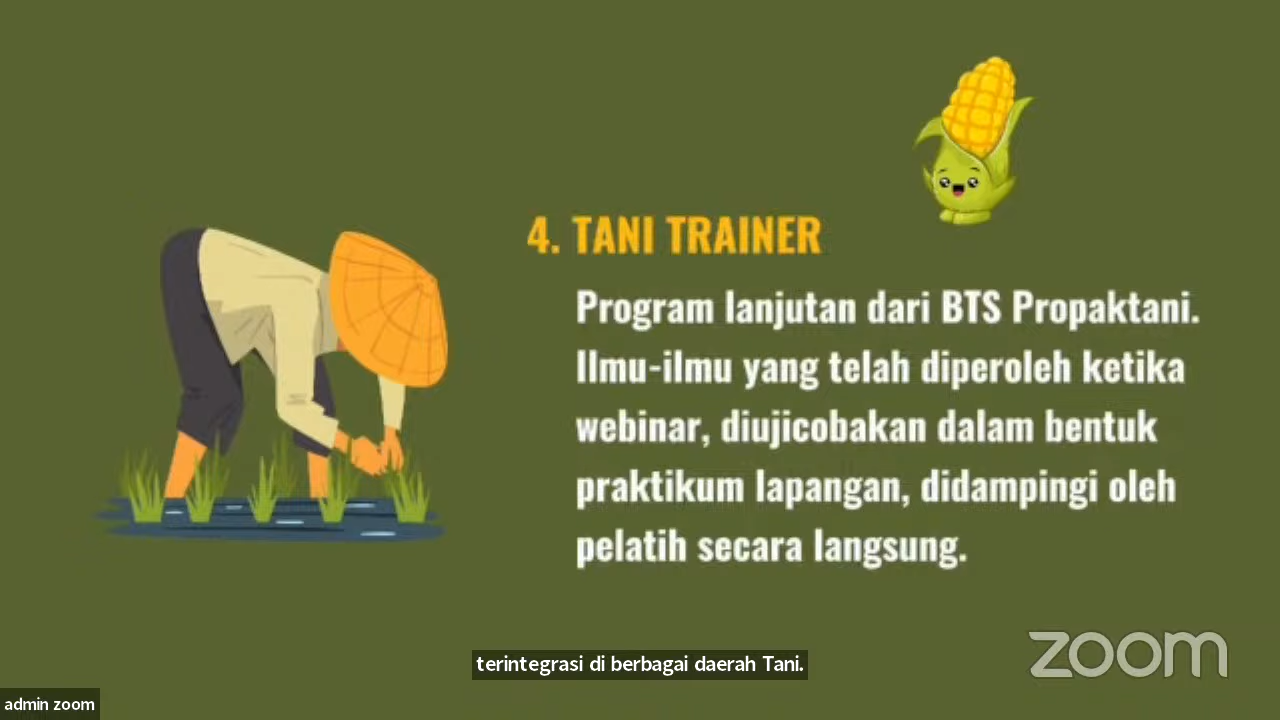 4. TANI TRAINER
Program lanjutan dari BTS Propaktani.
Ilmu-ilmu yang telah diperoleh ketika
webinar, diujicobakan dalam bentuk
praktikum lapangan, didampingi oleh
pelatih secara langsung.
terintegrasi di berbagai daerah Tani.
zoom
admin zoom